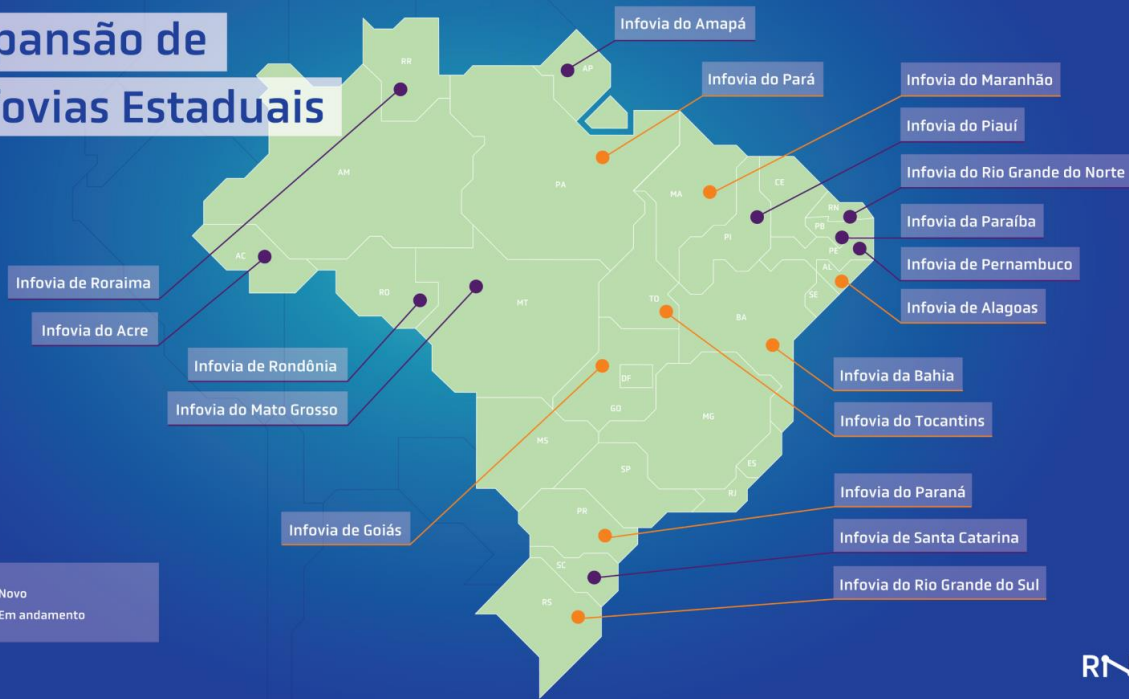 pansão de
fovias Estaduais
Infovia do Amapá
Infovia do Pará
Infovia do Maranhão
Infovia do Piauí
Infovia do Rio Grande do Norte
Infovia da Paraíba
Infovia de Pernambuco
Infovia de Alagoas
Infovia da Bahia
Infovia do Tocantins
Infovia do Paraná
Infovia de Santa Catarina
Infovia do Rio Grande do Sul
Infovia de Roraima
Infovia do Acre
Infovia de Rondônia
Infovia do Mato Grosso
Infovia de Goiás
RR
AP
AM
PA
MA
CE
RN
PB
PE
AL
SE
PI
AC
RO
MT
TO
BA
DF
GO
MG
MS
ES
SP
RJ
PR
SC
RS
Novo
Em andamento